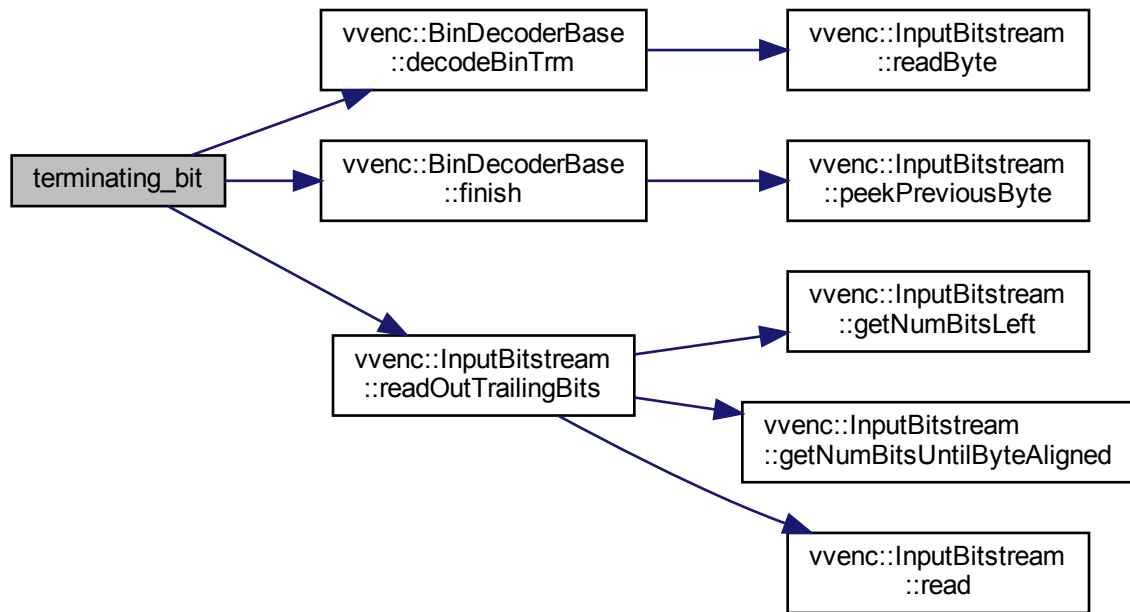 vvenc::BinDecoderBase
::decodeBinTrm
vvenc::InputBitstream
::readByte
terminating_bit
vvenc::BinDecoderBase
::finish
vvenc::InputBitstream
::peekPreviousByte
vvenc::InputBitstream
::readOutTrailingBits
vvenc::InputBitstream
::getNumBitsLeft
vvenc::InputBitstream
::getNumBitsUntilByteAligned
vvenc::InputBitstream
::read